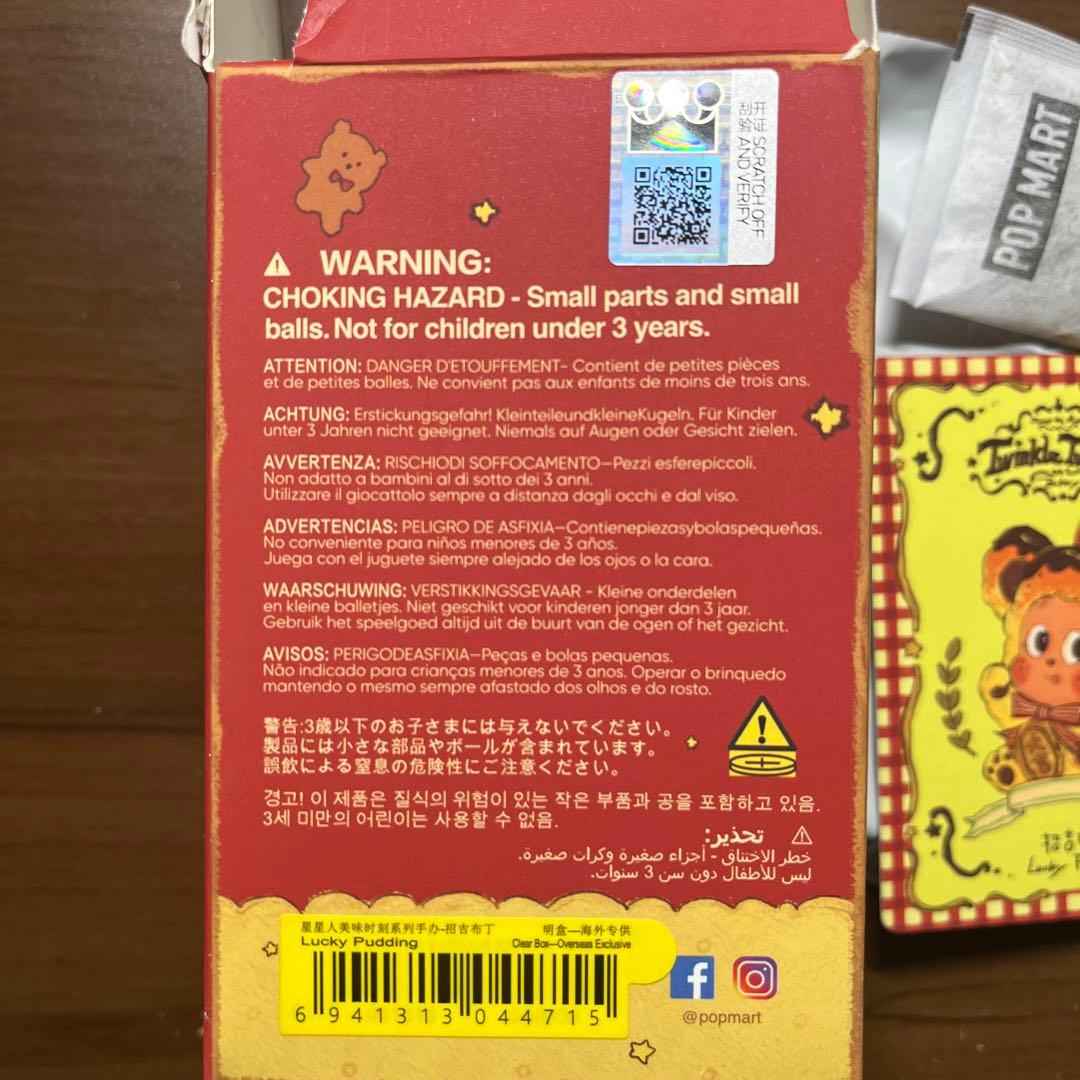 开 SCRATCH OFF
刮 AND VERIFY
POP MART
WARNING:
CHOKING HAZARD - Small parts and small
balls. Not for children under 3 years.
ATTENTION: DANGER D'ETOUFFEMENT- Contient de petites pièces
et de petites balles. Ne convient pas aux enfants de moins de trois ans.
ACHTUNG: Erstickungsgefahr! KleinteileundkleineKugeln. Für Kinder
unter 3 Jahren nicht geeignet. Niemals auf Augen oder Gesicht zielen.
AVVERTENZA: RISCHIODI SOFFOCAMENTO—Pezzi esferepiccoli.
Non adatto a bambini al di sotto dei 3 anni.
Utilizzare il giocattolo sempre a distanza dagli occhi e dal viso.
ADVERTENCIAS: PELIGRO DE ASFIXIA—Contienepiezasybolaspequeñas.
No conveniente para niños menores de 3 años.
Juega con el juguete siempre alejado de los ojos o la cara.
WAARSCHUWING: VERSTIKKINGSGEVAAR - Kleine onderdelen
en kleine balletjes. Niet geschikt voor kinderen jonger dan 3 jaar.
Gebruik het speelgoed altijd uit de buurt van de ogen of het gezicht.
AVISOS: PERIGODEASFIXIA—Peças e bolas pequenas.
Não indicado para crianças menores de 3 anos. Operar o brinquedo
mantendo o mesmo sempre afastado dos olhos e do rosto.
警告:3歳以下のお子さまには与えないでください。
製品には小さな部品やボールが含まれています。
誤飲による窒息の危険性にご注意ください。
경고! 이 제품은 질식의 위험이 있는 작은 부품과 공을 포함하고 있음.
3세 미만의 어린이는 사용할 수 없음.
تحذير:
خطر الاختناق - أجزاء صغيرة وكرات صغيرة.
ليس للأطفال دون سن 3 سنوات.
星星人美味时刻系列手办-招吉布丁 明盒—海外专供
Lucky Pudding Clear Box—Overseas Exclusive
6 941313 044715
@popmart
Twinkle
招吉
Lucky